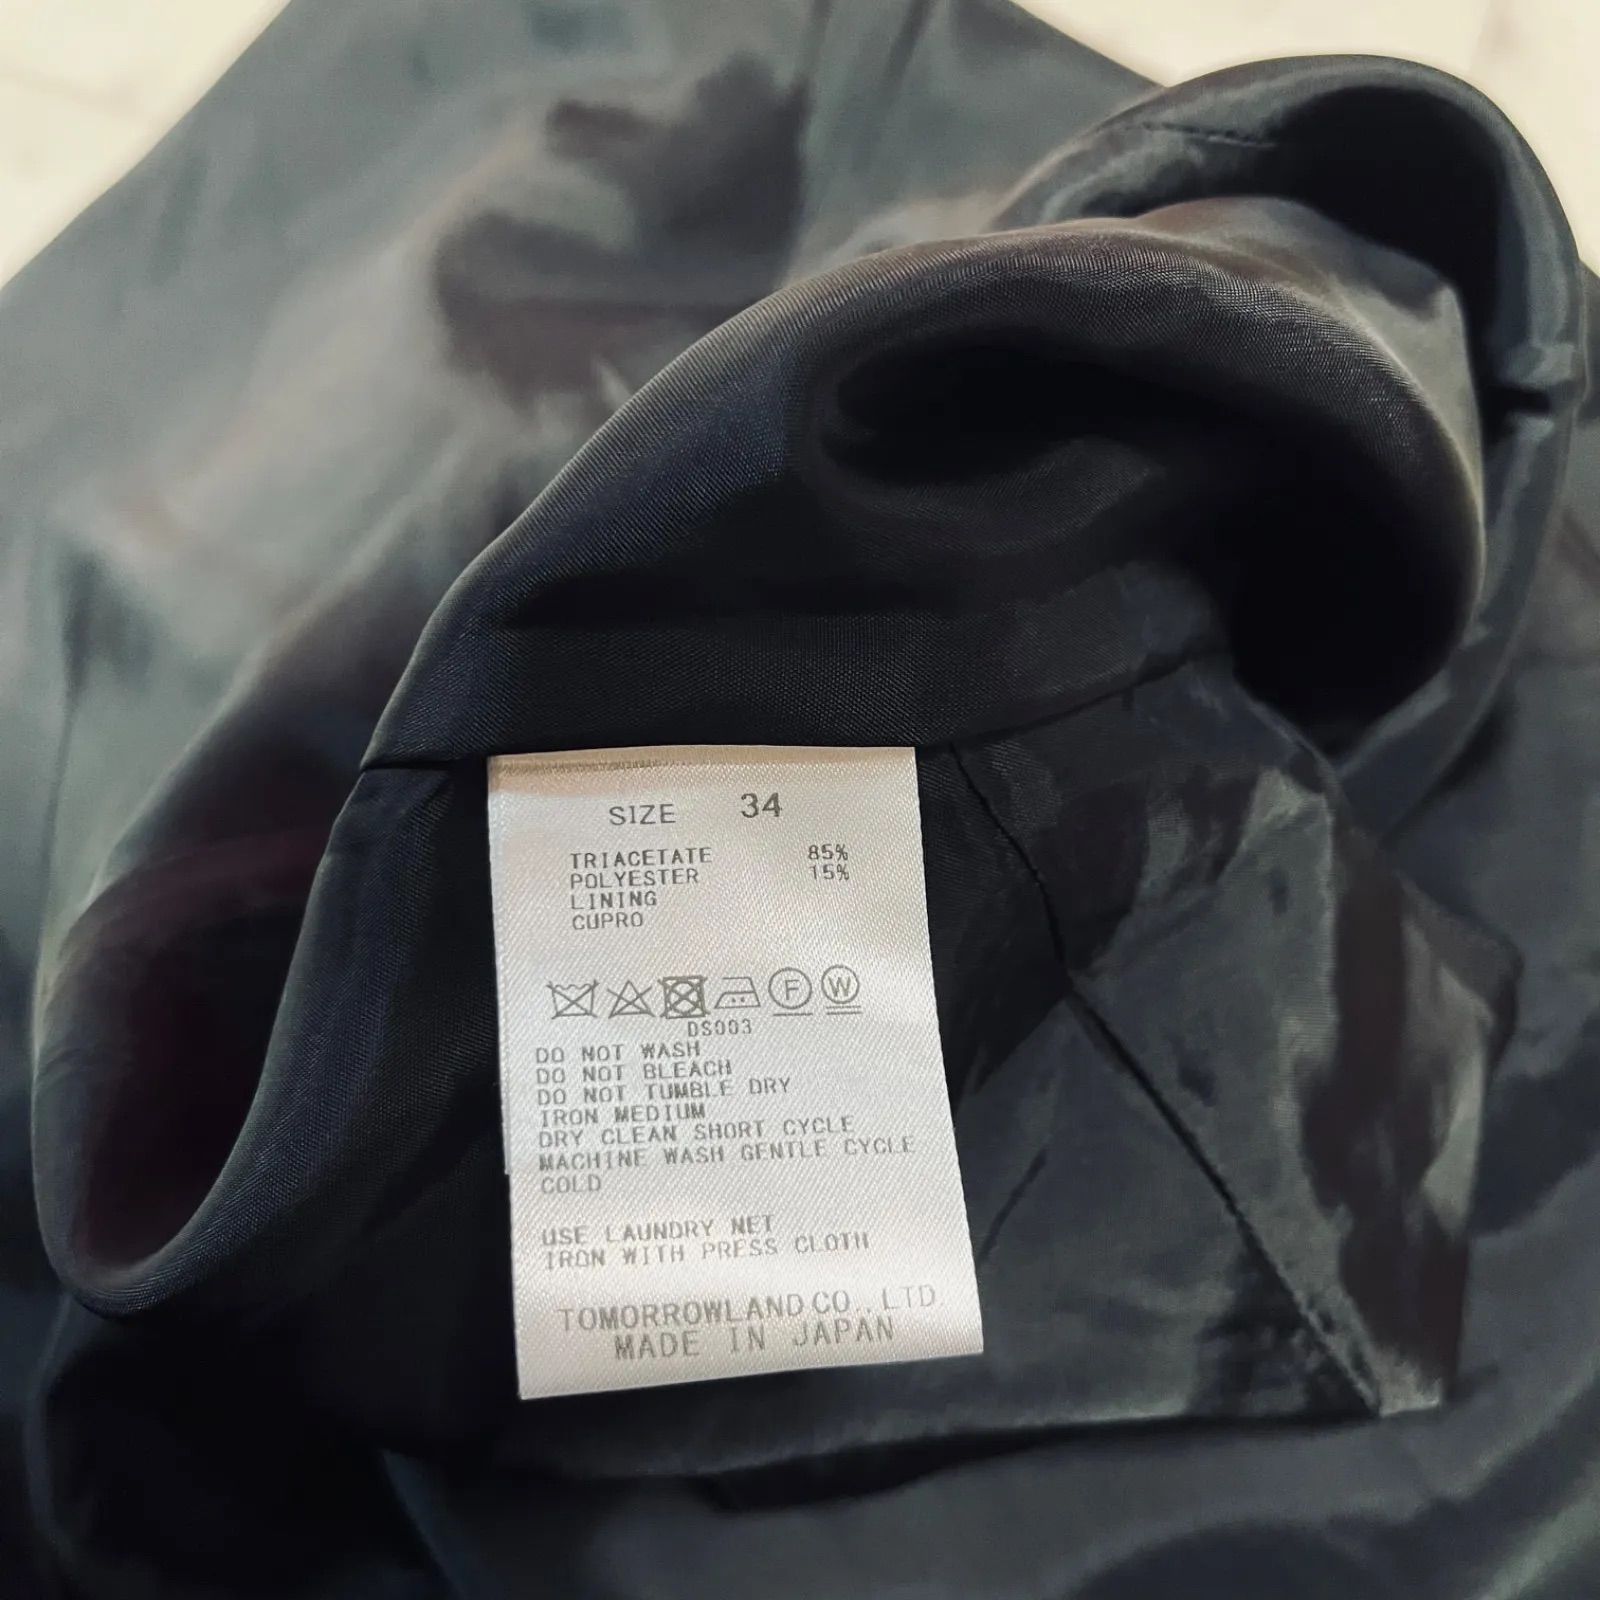 SIZE 34
TRIACETATE 85%
POLYESTER 15%
LINING
CUPRO
F W
DS003
DO NOT WASH
DO NOT BLEACH
DO NOT TUMBLE DRY
IRON MEDIUM
DRY CLEAN SHORT CYCLE
MACHINE WASH GENTLE CYCLE
COLD
USE LAUNDRY NET
IRON WITH PRESS CLOTH
TOMORROWLAND CO., LTD.
MADE IN JAPAN